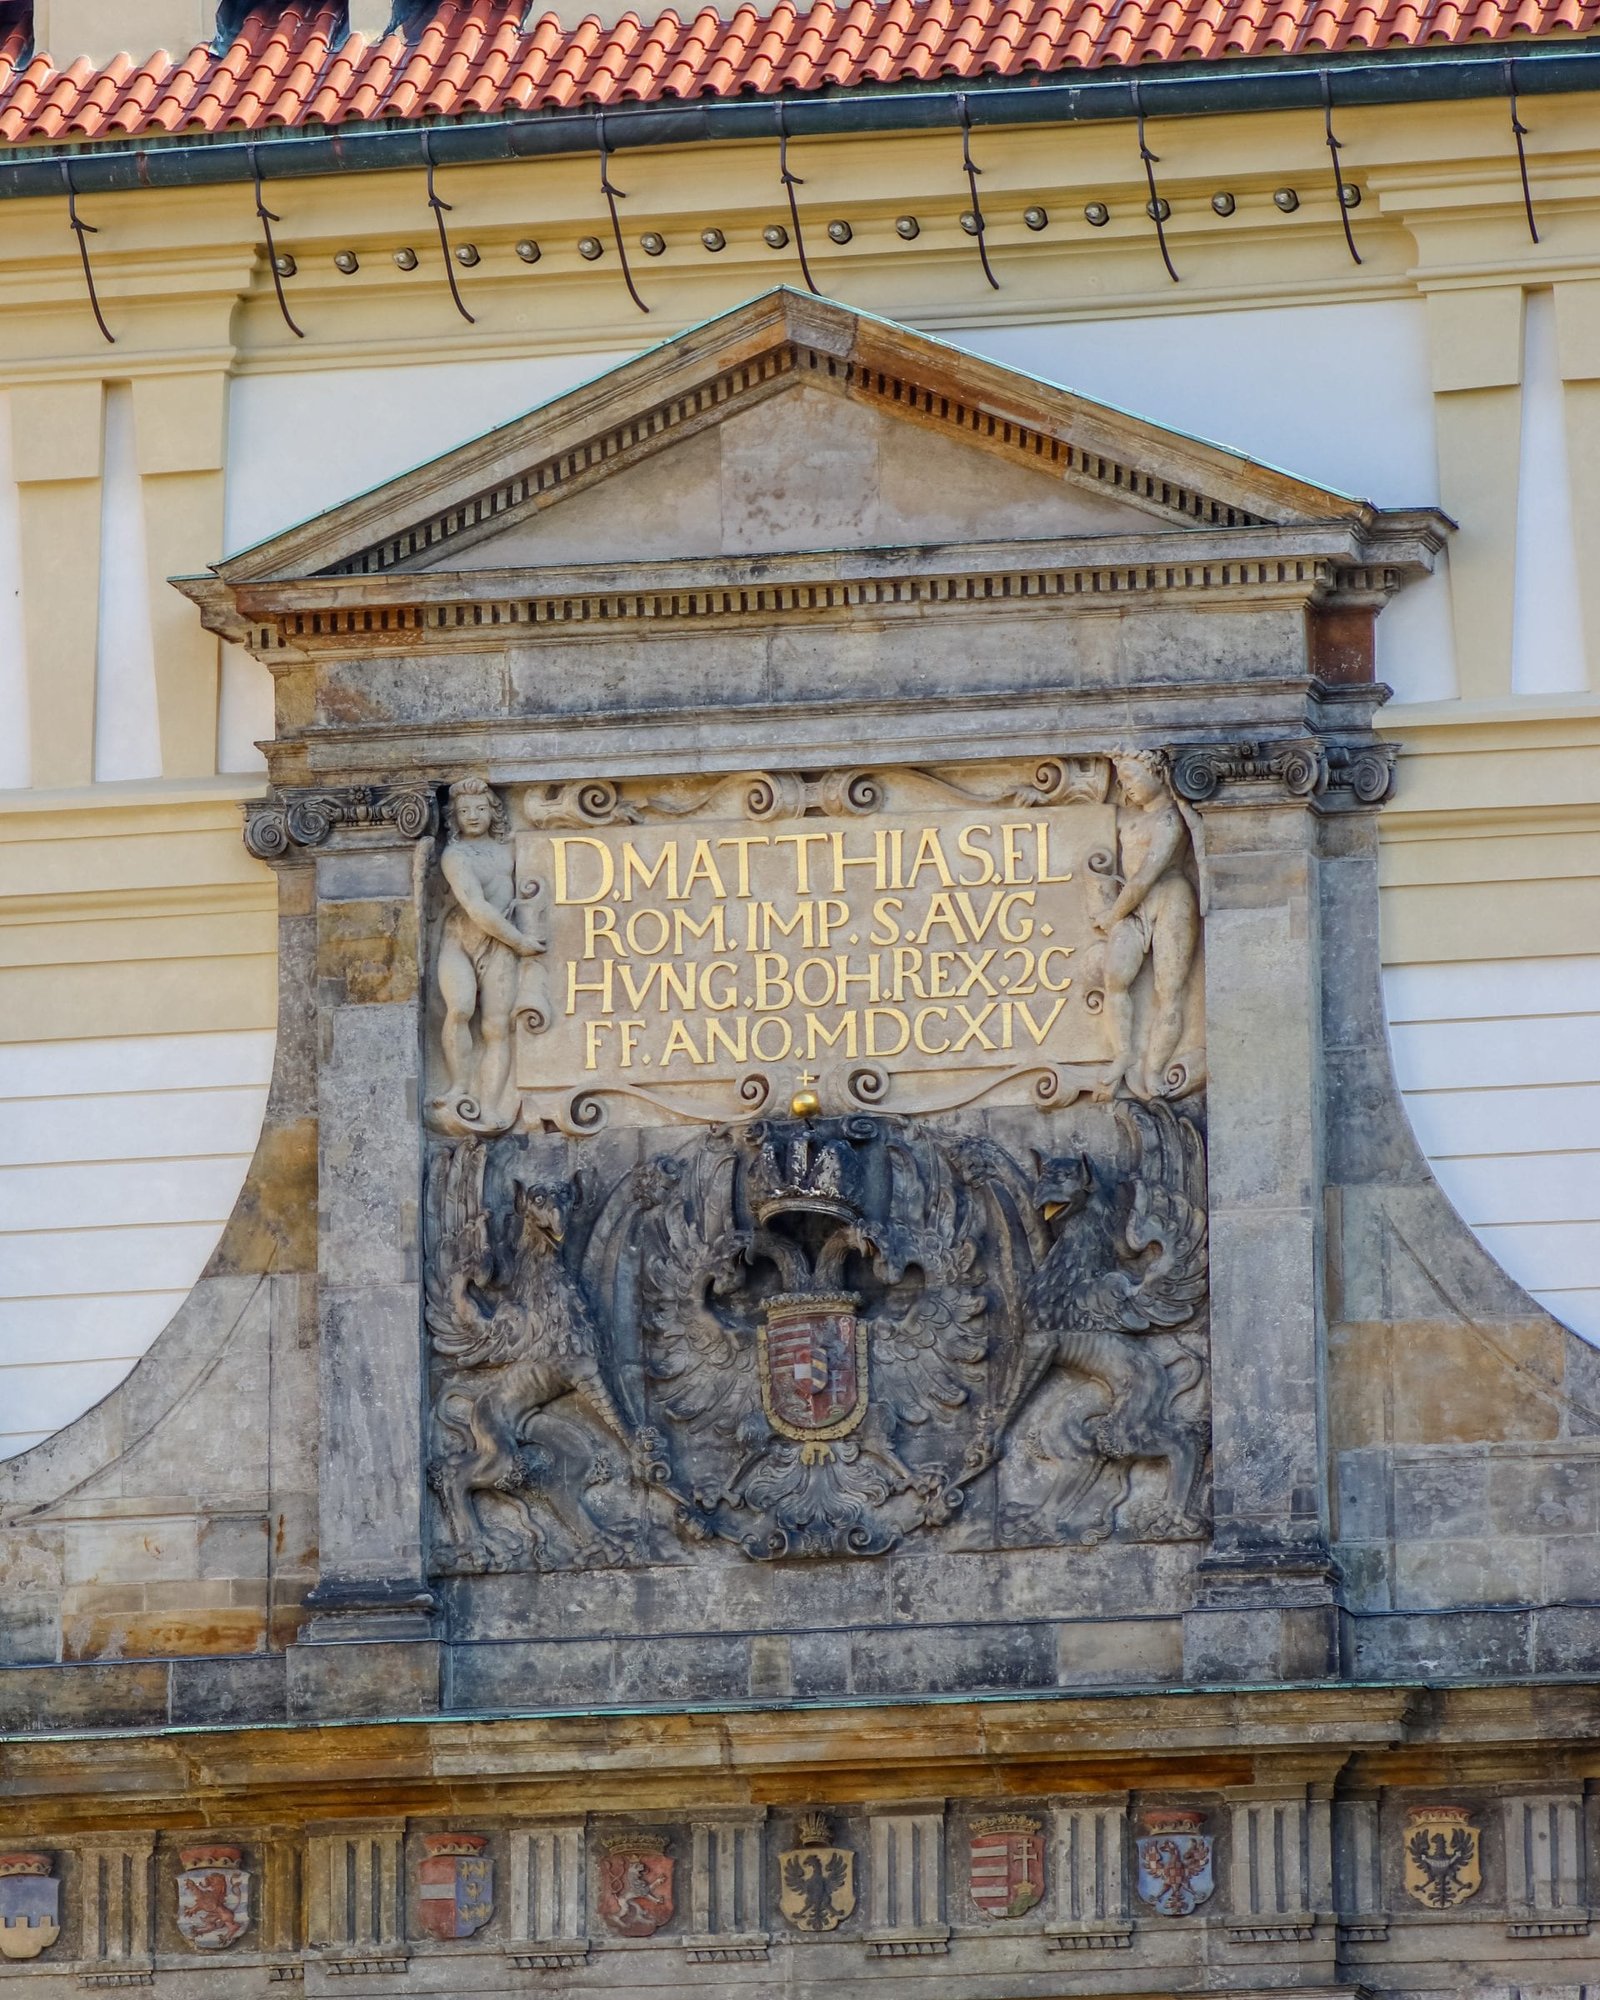 D.MATTHIAS.EL
ROM.IMP.S.AVG.
HVNG.BOH.REX.2C
FF.ANO.MDCXIV